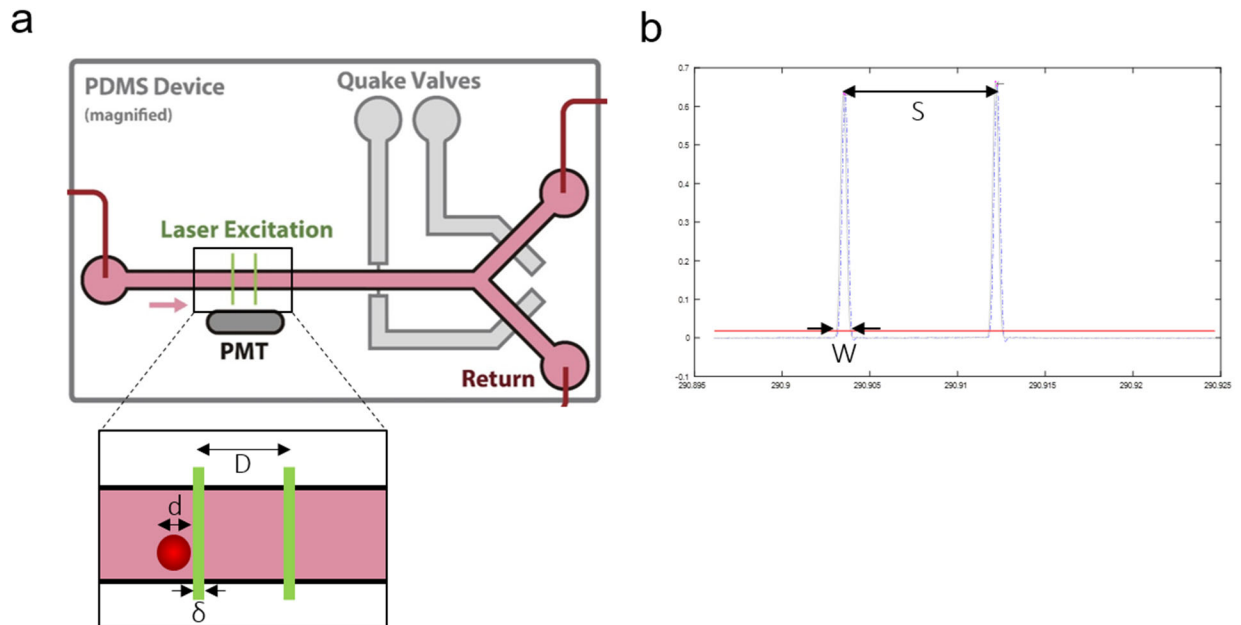 a
PDMS Device
(magnified)
Quake Valves
Laser Excitation
PMT
Return
D
d
δ
b
0.7
0.6
0.5
0.4
0.3
0.2
0.1
0
-0.1
S
W
290.895
290.9
290.905
290.91
290.915
290.92
290.925